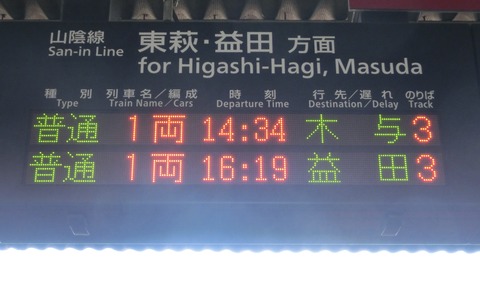 山陰線 東萩・益田 方面
San-in Line for Higashi-Hagi, Masuda
種別 列車名/編成 時刻 行先/遅れ のりば
Type Train Name/Cars Departure Time Destination/Delay Track
普通 1両 14:34 木与 3
普通 1両 16:19 益田 3